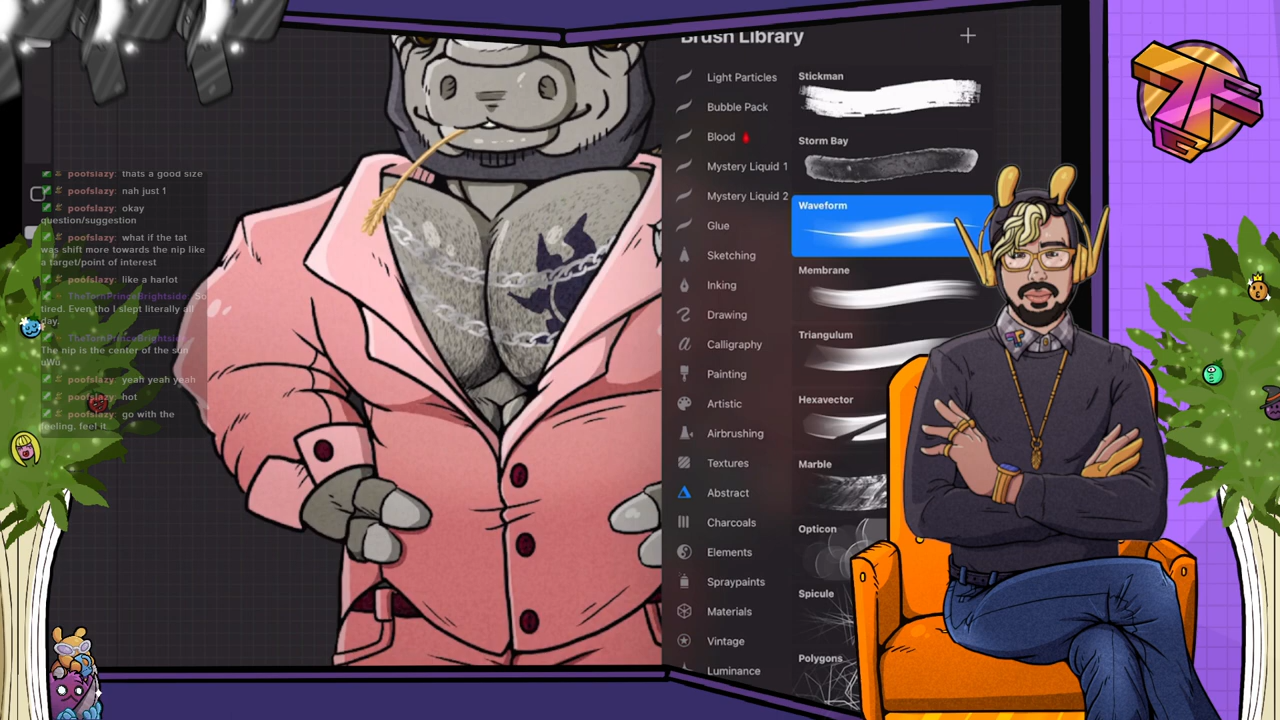 poofslazy: thats a good size
poofslazy: nah just 1
poofslazy: okay
question/suggestion
poofslazy: what if the tat
was shift more towards the nip like
a target/point of interest
poofslazy: like a harlot
TheTornPrinceBrightside: So
tired. Even tho I slept literally all
day.
TheTornPrinceBrightside:
The nip is the center of the sun
uWu
poofslazy: yeah yeah yeah
poofslazy: hot
poofslazy: go with the
feeling. feel it
Brush Library
Light Particles
Bubble Pack
Blood
Mystery Liquid 1
Mystery Liquid 2
Glue
Sketching
Inking
Drawing
Calligraphy
Painting
Artistic
Airbrushing
Textures
Abstract
Charcoals
Elements
Spraypaints
Materials
Vintage
Luminance
Stickman
Storm Bay
Waveform
Membrane
Triangulum
Hexavector
Marble
Opticon
Spicule
Polygons